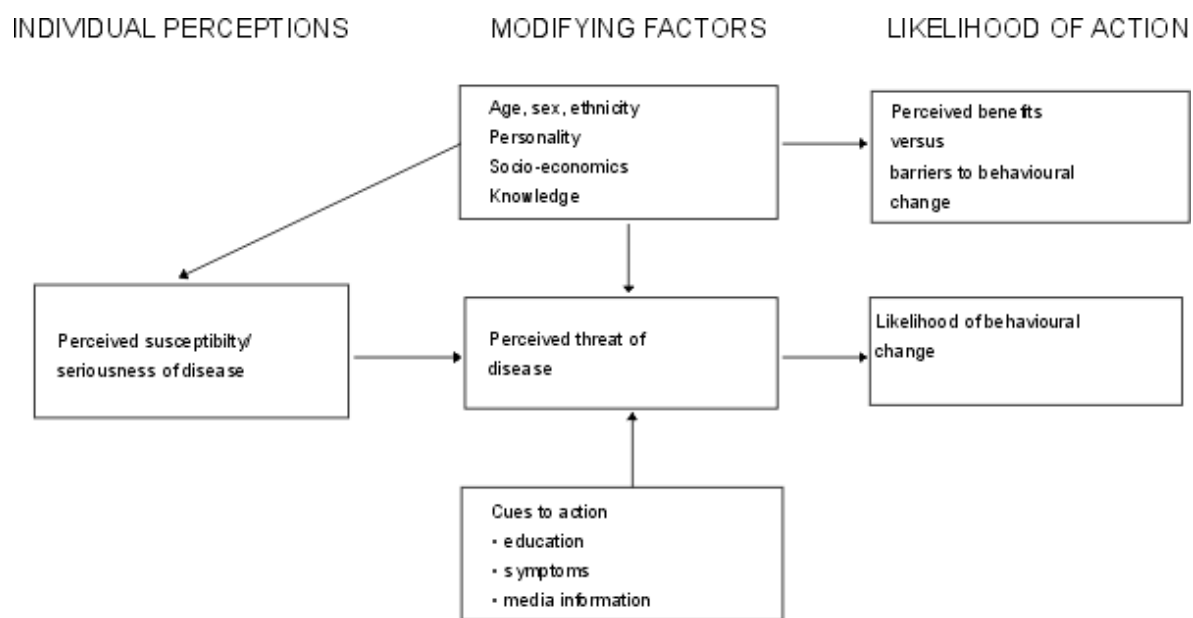 INDIVIDUAL PERCEPTIONS
MODIFYING FACTORS
LIKELIHOOD OF ACTION
Age, sex, ethnicity
Personality
Socio-economics
Knowledge
Perceived benefits
versus
barriers to behavioural
change
Perceived susceptibilty/
seriousness of disease
Perceived threat of
disease
Likelihood of behavioural
change
Cues to action
• education
• symptoms
• media information